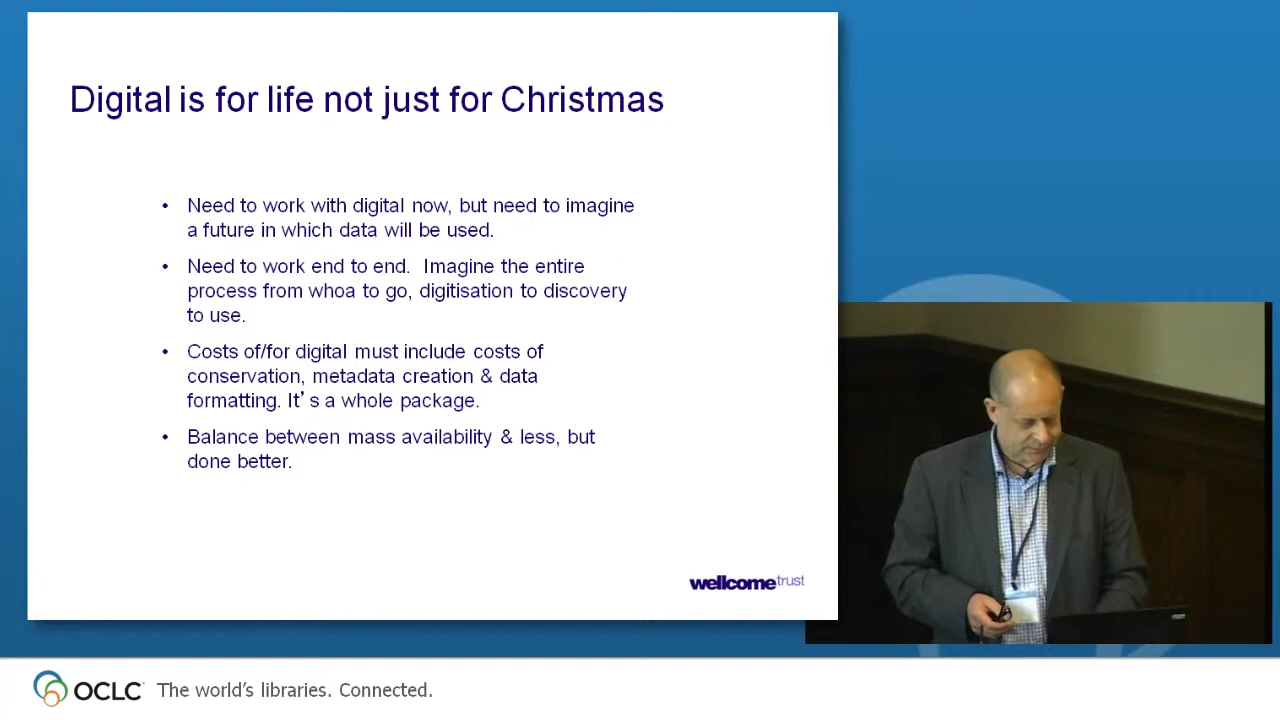 Digital is for life not just for Christmas
• Need to work with digital now, but need to imagine
a future in which data will be used.
• Need to work end to end.  Imagine the entire
process from whoa to go, digitisation to discovery
to use.
• Costs of/for digital must include costs of
conservation, metadata creation & data
formatting. It’s a whole package.
• Balance between mass availability & less, but
done better.
wellcometrust
OCLC The world’s libraries. Connected.